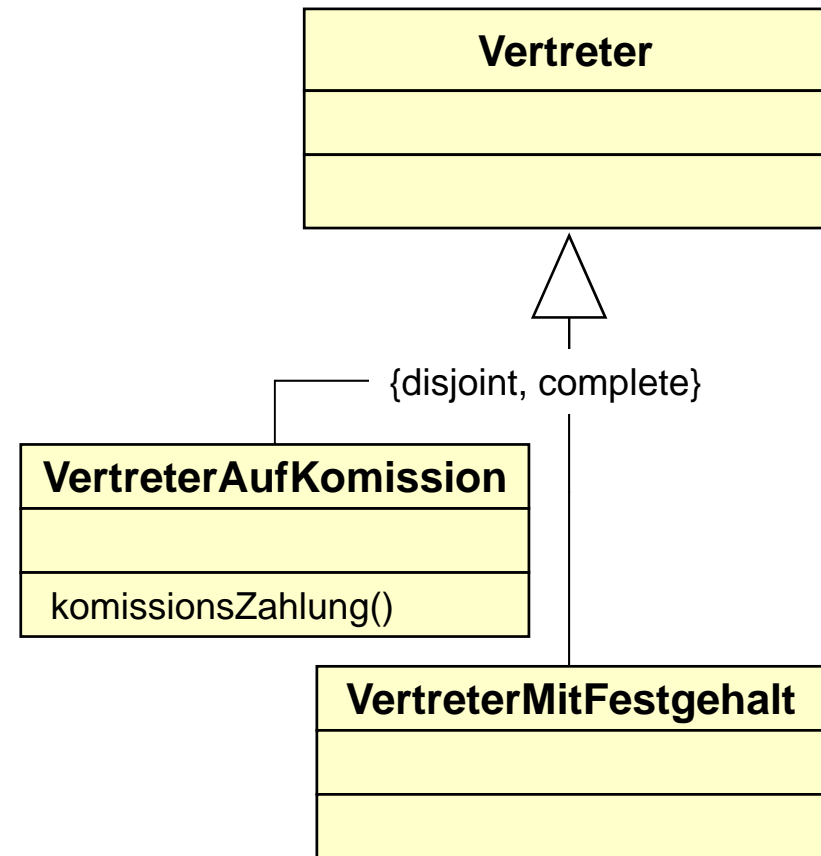 Vertreter
{disjoint, complete}
VertreterAufKomission
komissionsZahlung()
VertreterMitFestgehalt